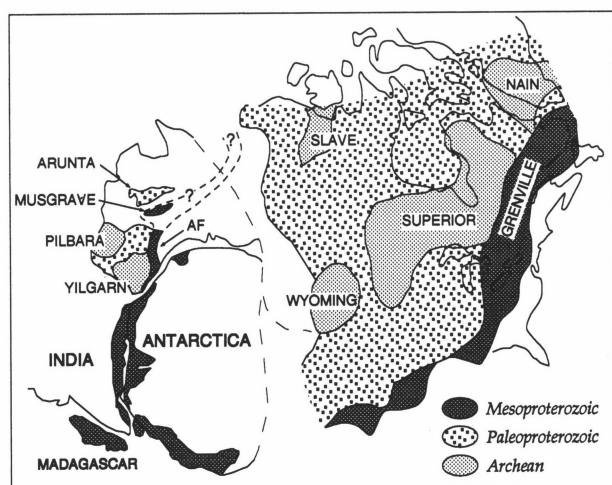 NAIN
SLAVE
?
ARUNTA
?
MUSGRAVE
GRENVILLE
SUPERIOR
AF
PILBARA
YILGARN
WYOMING
ANTARCTICA
INDIA
Mesoproterozoic
Paleoproterozoic
Archean
MADAGASCAR